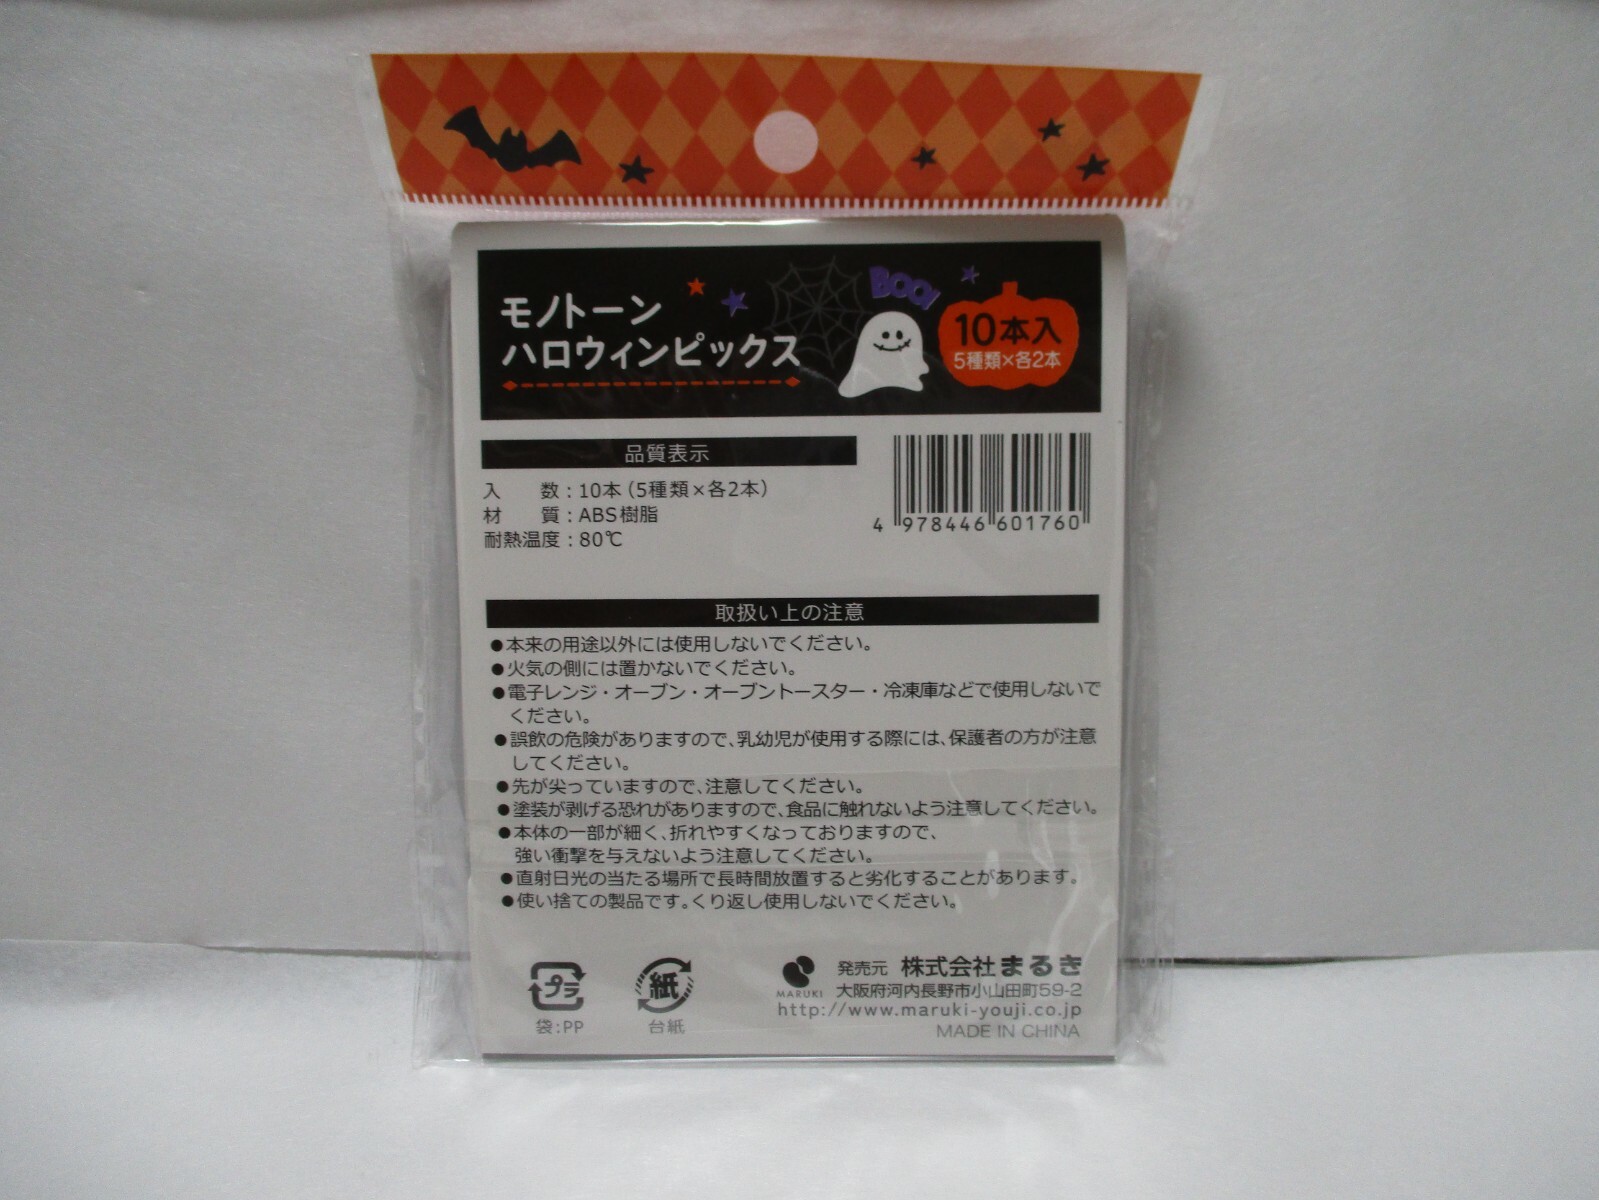 モノトーン
ハロウィンピックス
BOO!
10本入
5種類×各2本
品質表示
入　数：10本（5種類×各2本）
材　質：ABS樹脂
耐熱温度：80℃
4 978446 601760
取扱い上の注意
●本来の用途以外には使用しないでください。
●火気の側には置かないでください。
●電子レンジ・オーブン・オーブントースター・冷凍庫などで使用しないで
ください。
●誤飲の危険がありますので、乳幼児が使用する際には、保護者の方が注意
してください。
●先が尖っていますので、注意してください。
●塗装が剥げる恐れがありますので、食品に触れないよう注意してください。
●本体の一部が細く、折れやすくなっておりますので、
強い衝撃を与えないよう注意してください。
●直射日光の当たる場所で長時間放置すると劣化することがあります。
●使い捨ての製品です。くり返し使用しないでください。
プラ
袋：PP
紙
台紙
MARUKI
発売元 株式会社まるき
大阪府河内長野市小山田町59-2
http://www.maruki-youji.co.jp
MADE IN CHINA